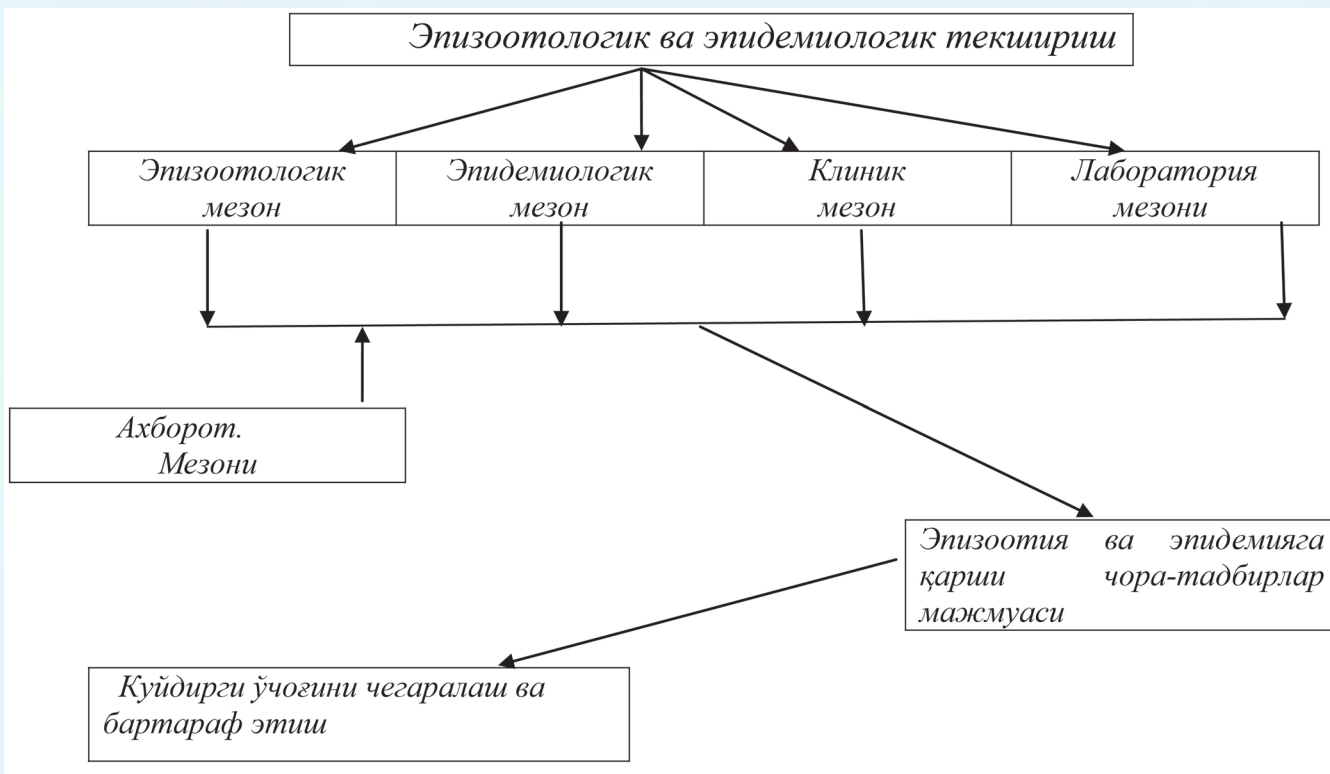 Эпизоотологик ва эпидемиологик текшириш
Эпизоотологик
мезон
Эпидемиологик
мезон
Клиник
мезон
Лаборатория
мезони
Ахборот.
Мезони
Эпизоотия ва эпидемияга
қарши чора-тадбирлар
мажмуаси
Куйдирги ўчоғини чегаралаш ва
бартараф этиш